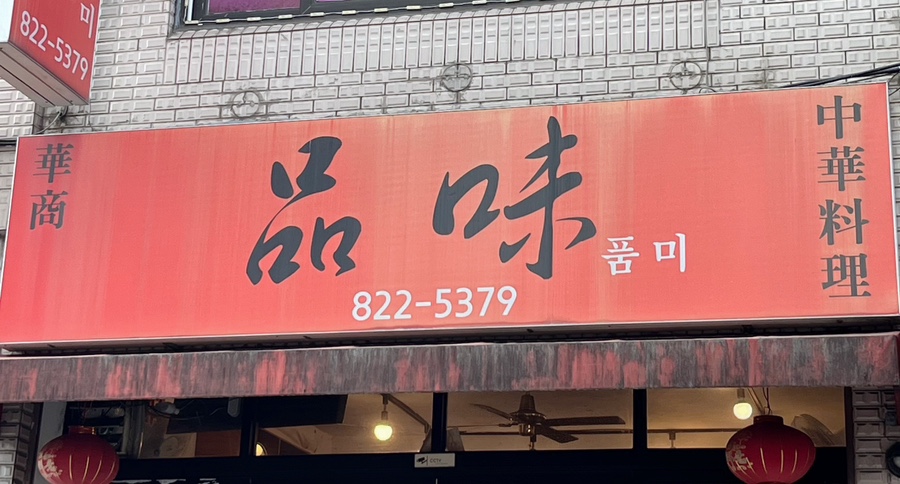 미
822-5379
華商
品味
품미
822-5379
中華料理